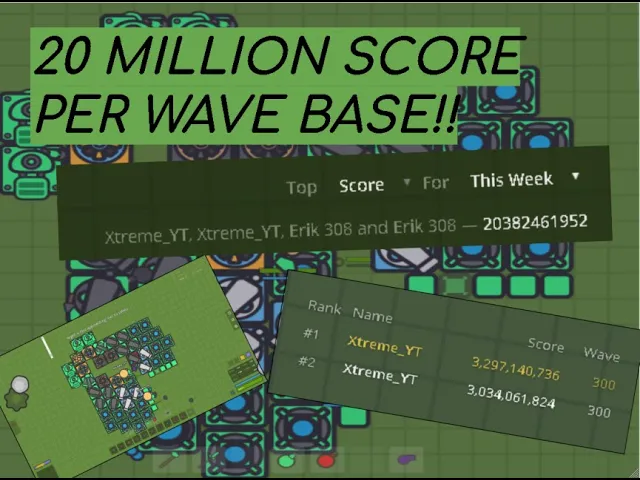 20 MILLION SCORE
PER WAVE BASE!!
Top Score For This Week
Xtreme_YT, Xtreme_YT, Erik 308 and Erik 308 — 20382461952
Rank Name Score Wave
#1 Xtreme_YT 3,297,140,736 300
#2 Xtreme_YT 3,034,061,824 300